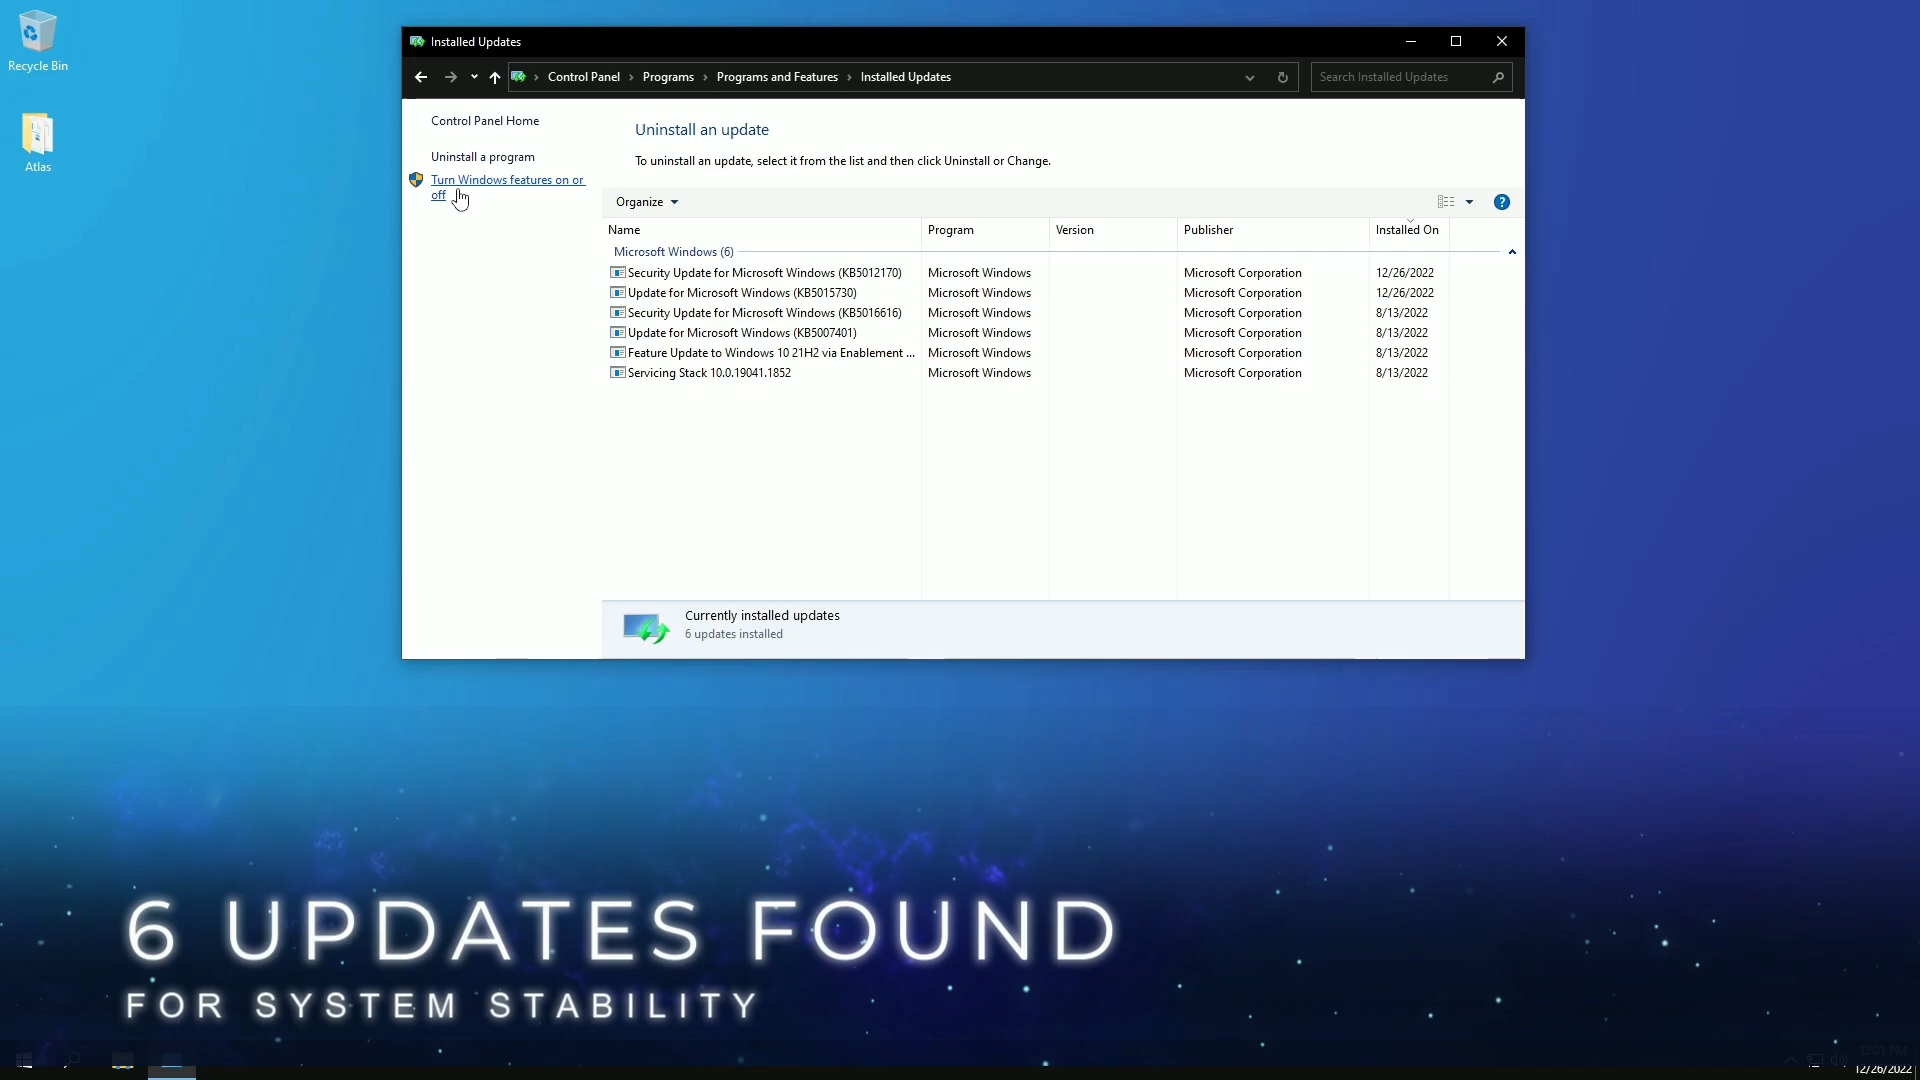 Recycle Bin
Atlas
Installed Updates
Control Panel
Programs
Programs and Features
Installed Updates
Search Installed Updates
Control Panel Home
Uninstall a program
Turn Windows features on or
off
Uninstall an update
To uninstall an update, select it from the list and then click Uninstall or Change.
Organize
Name Program Version Publisher Installed On
Microsoft Windows (6)
Security Update for Microsoft Windows (KB5012170) Microsoft Windows Microsoft Corporation 12/26/2022
Update for Microsoft Windows (KB5015730) Microsoft Windows Microsoft Corporation 12/26/2022
Security Update for Microsoft Windows (KB5016616) Microsoft Windows Microsoft Corporation 8/13/2022
Update for Microsoft Windows (KB5007401) Microsoft Windows Microsoft Corporation 8/13/2022
Feature Update to Windows 10 21H2 via Enablement ... Microsoft Windows Microsoft Corporation 8/13/2022
Servicing Stack 10.0.19041.1852 Microsoft Windows Microsoft Corporation 8/13/2022
Currently installed updates
6 updates installed
6 UPDATES FOUND
FOR SYSTEM STABILITY
12:01 PM
12/26/2022